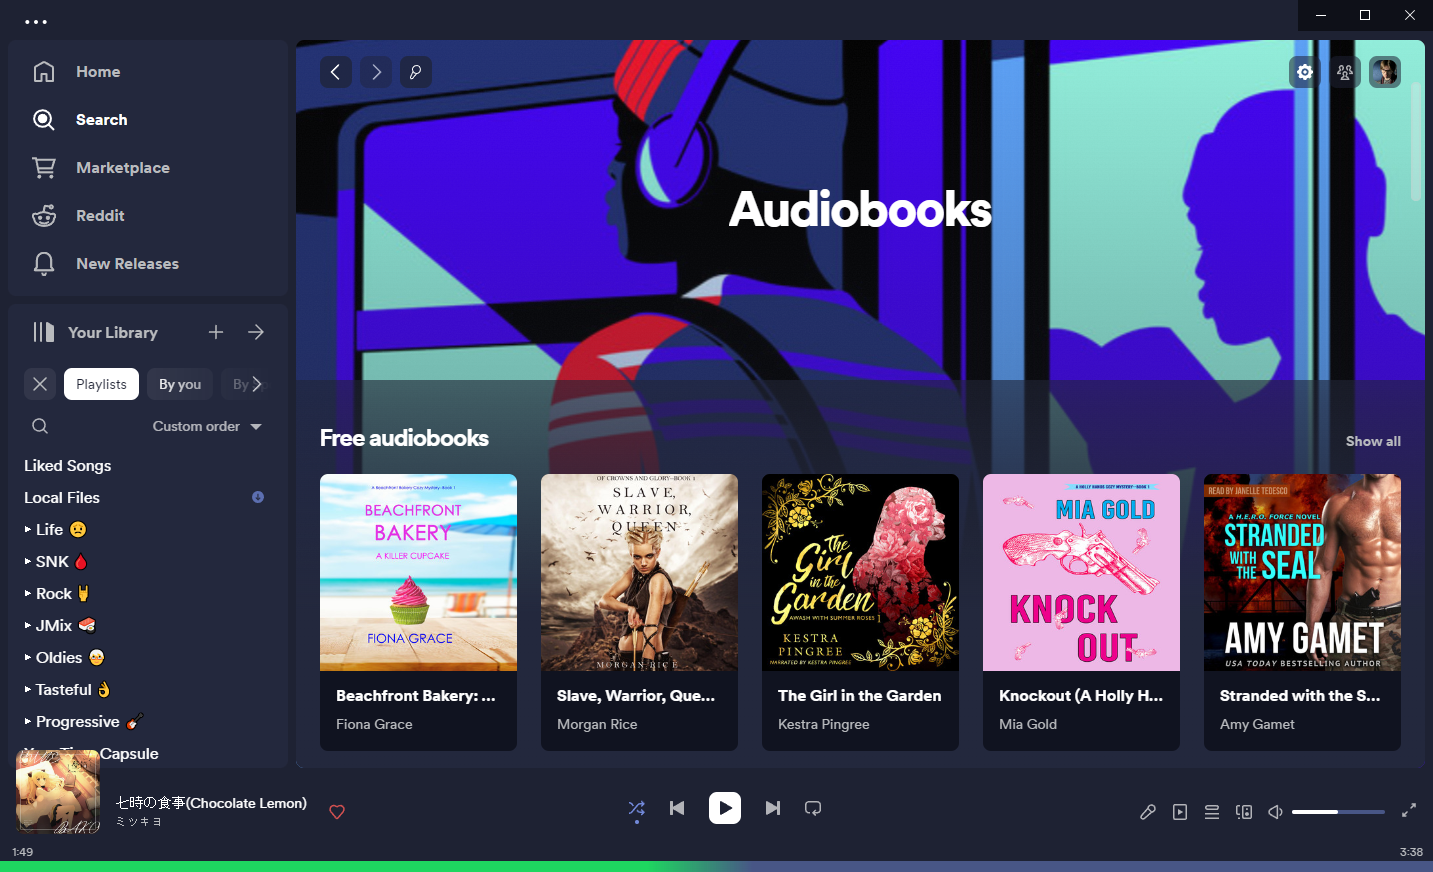 Home
Search
Marketplace
Reddit
New Releases
Your Library
Playlists
By you
By
Custom order
Liked Songs
Local Files
Life 😟
SNK 🩸
Rock 🤘
JMix 🍣
Oldies 👴
Tasteful 👌
Progressive 🎸
Capsule
Audiobooks
Free audiobooks
Show all
A Beachfront Bakery Cozy Mystery-Book 1
BEACHFRONT
BAKERY
A KILLER CUPCAKE
FIONA GRACE
Beachfront Bakery: ...
Fiona Grace
OF CROWNS AND GLORY-BOOK 1
SLAVE,
WARRIOR,
QUEEN
MORGAN RICE
Slave, Warrior, Que...
Morgan Rice
The
Girl
in the
Garden
AWASH WITH SUMMER ROSES 1
KESTRA
PINGREE
NARRATED BY KESTRA PINGREE
The Girl in the Garden
Kestra Pingree
A HOLLY HANDS COZY MYSTERY-BOOK 1
MIA GOLD
KNOCK
OUT
Knockout (A Holly H...
Mia Gold
READ BY JANELLE TEDESCO
A H.E.R.O. FORCE NOVEL
STRANDED
WITH
THE SEAL
AMY GAMET
USA TODAY BESTSELLING AUTHOR
Stranded with the S...
Amy Gamet
七時の食事(Chocolate Lemon)
ミツキヨ
1:49
3:38